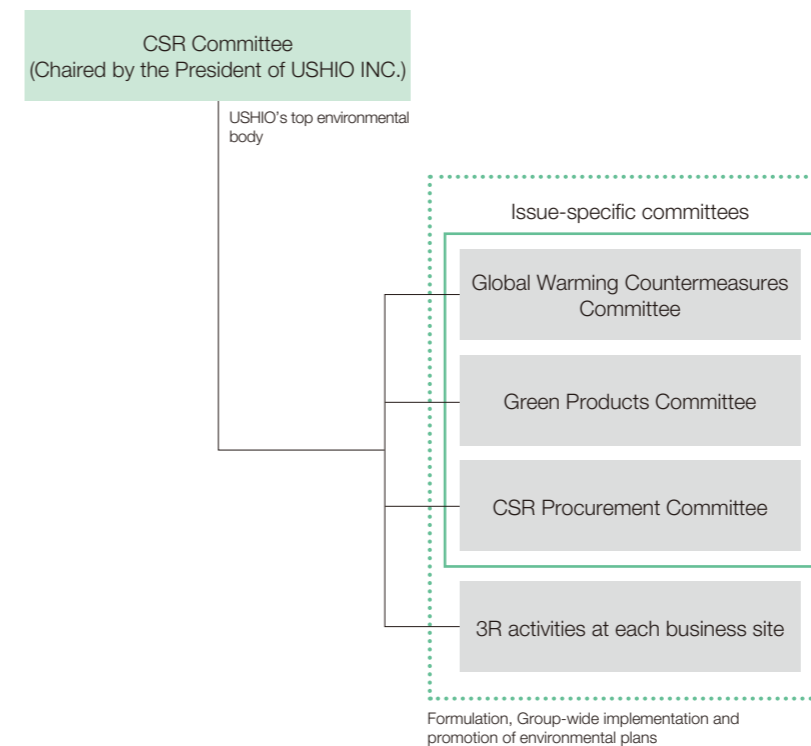 CSR Committee
(Chaired by the President of USHIO INC.)
USHIO's top environmental
body
Issue-specific committees
Global Warming Countermeasures
Committee
Green Products Committee
CSR Procurement Committee
3R activities at each business site
Formulation, Group-wide implementation and
promotion of environmental plans